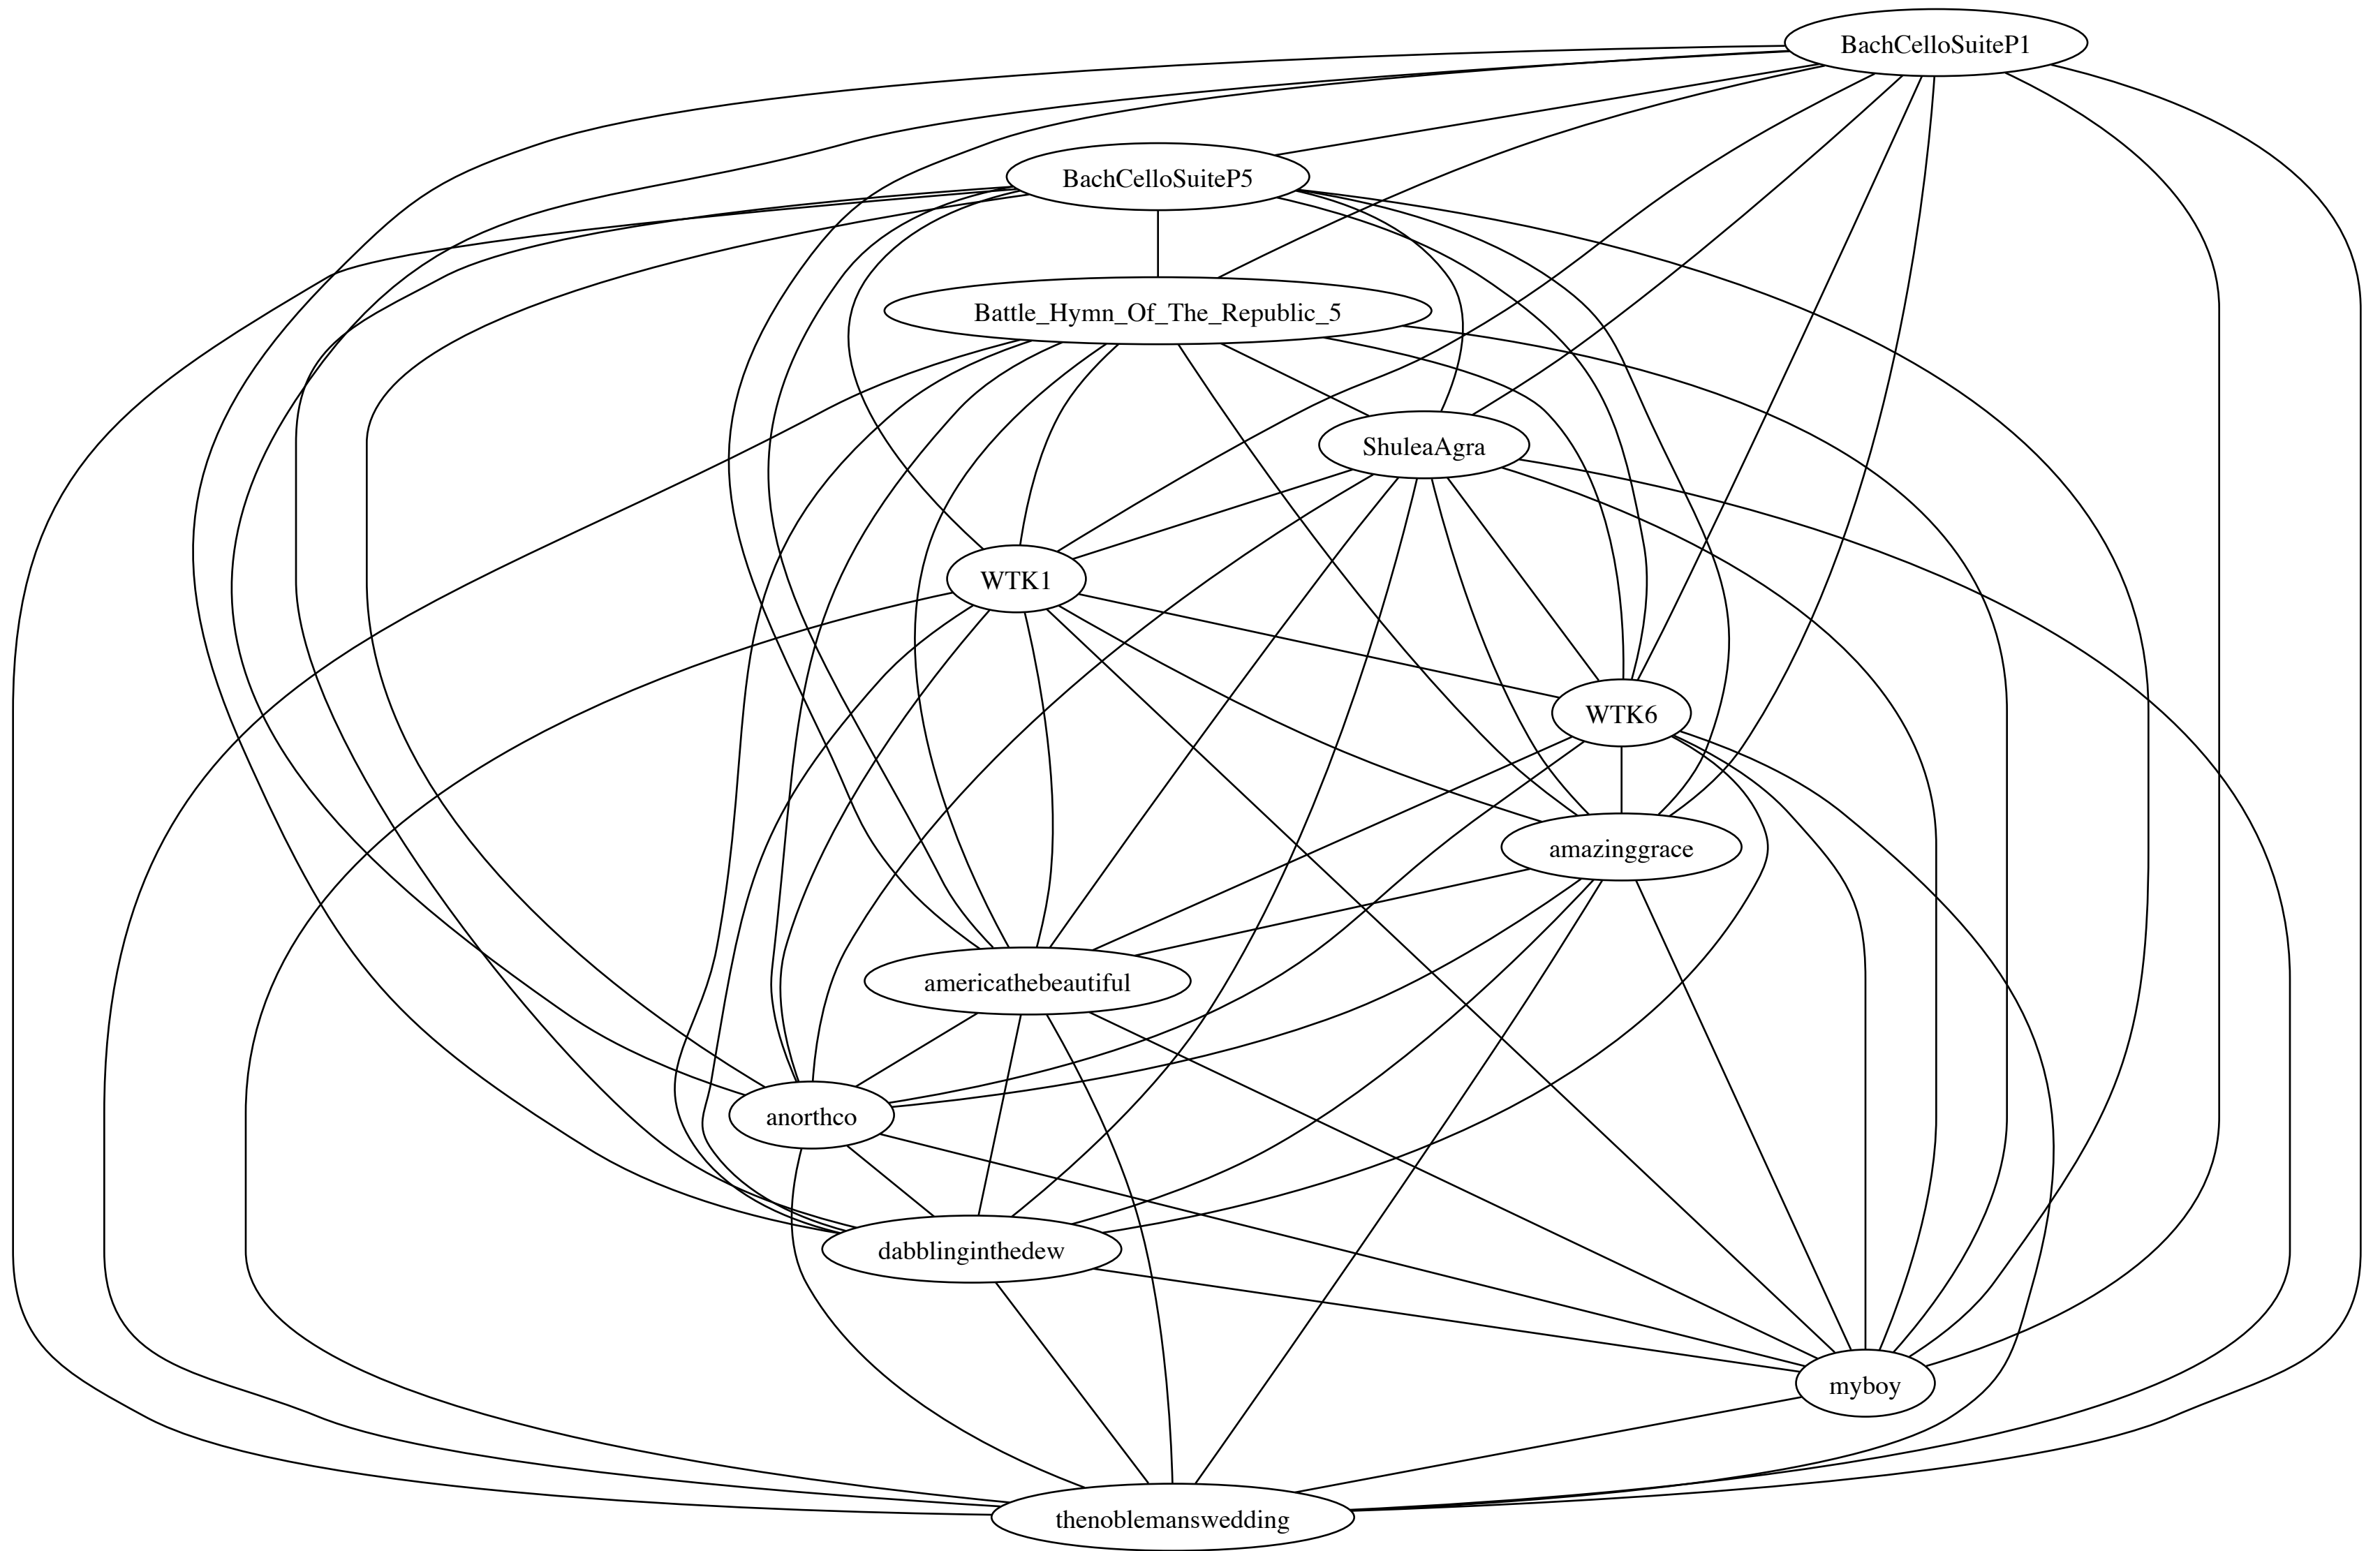 BachCelloSuiteP1
BachCelloSuiteP5
Battle_Hymn_Of_The_Republic_5
ShuleaAgra
WTK1
WTK6
amazinggrace
americathebeautiful
anorthco
dabblinginthedew
myboy
thenoblemanswedding